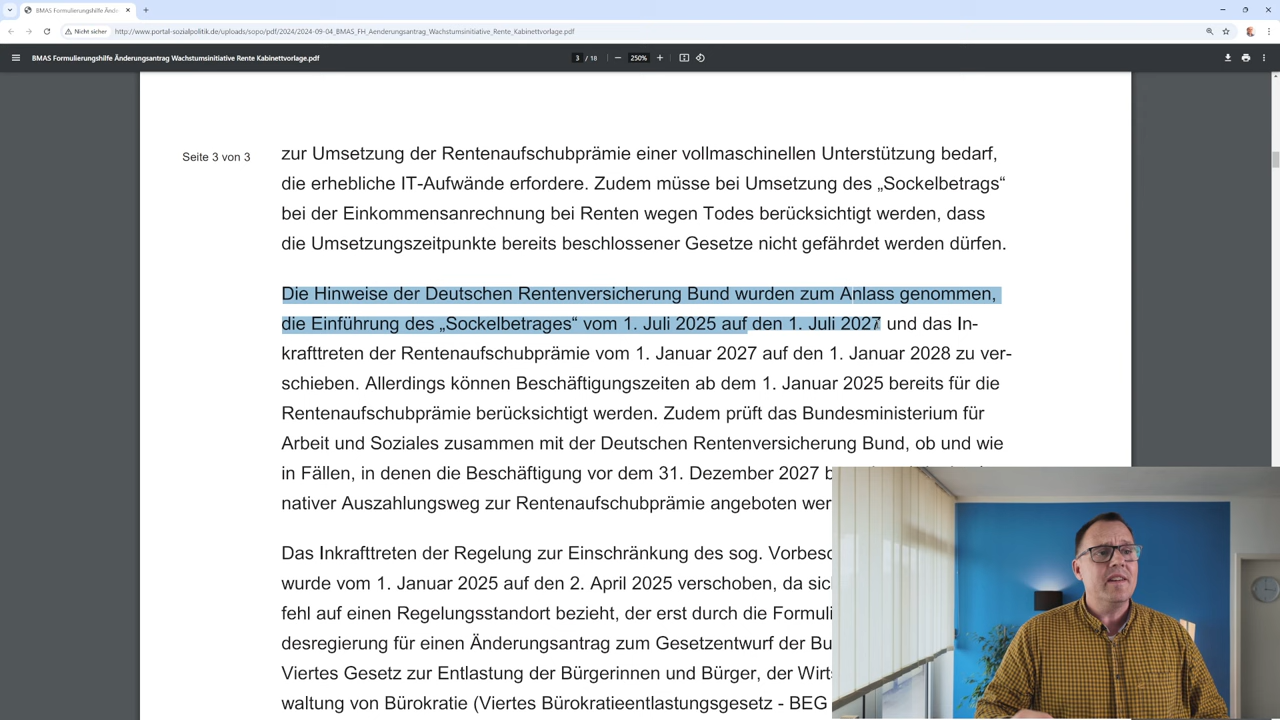 BMAS Formulierungshilfe Ände
Nicht sicher
http://www.portal-sozialpolitik.de/uploads/sopo/pdf/2024/2024-09-04_BMAS_FH_Aenderungsantrag_Wachstumsinitiative_Rente_Kabinettvorlage.pdf
BMAS Formulierungshilfe Änderungsantrag Wachstumsinitiative Rente Kabinettvorlage.pdf
3 / 18
250%
Seite 3 von 3
zur Umsetzung der Rentenaufschubprämie einer vollmaschinellen Unterstützung bedarf,
die erhebliche IT-Aufwände erfordere. Zudem müsse bei Umsetzung des „Sockelbetrags“
bei der Einkommensanrechnung bei Renten wegen Todes berücksichtigt werden, dass
die Umsetzungszeitpunkte bereits beschlossener Gesetze nicht gefährdet werden dürfen.
Die Hinweise der Deutschen Rentenversicherung Bund wurden zum Anlass genommen,
die Einführung des „Sockelbetrages“ vom 1. Juli 2025 auf den 1. Juli 2027 und das In-
krafttreten der Rentenaufschubprämie vom 1. Januar 2027 auf den 1. Januar 2028 zu ver-
schieben. Allerdings können Beschäftigungszeiten ab dem 1. Januar 2025 bereits für die
Rentenaufschubprämie berücksichtigt werden. Zudem prüft das Bundesministerium für
Arbeit und Soziales zusammen mit der Deutschen Rentenversicherung Bund, ob und wie
in Fällen, in denen die Beschäftigung vor dem 31. Dezember 2027 b
nativer Auszahlungsweg zur Rentenaufschubprämie angeboten wer
Das Inkrafttreten der Regelung zur Einschränkung des sog. Vorbesc
wurde vom 1. Januar 2025 auf den 2. April 2025 verschoben, da sic
fehl auf einen Regelungsstandort bezieht, der erst durch die Formuli
desregierung für einen Änderungsantrag zum Gesetzentwurf der Bu
Viertes Gesetz zur Entlastung der Bürgerinnen und Bürger, der Wirts
waltung von Bürokratie (Viertes Bürokratieentlastungsgesetz - BEG